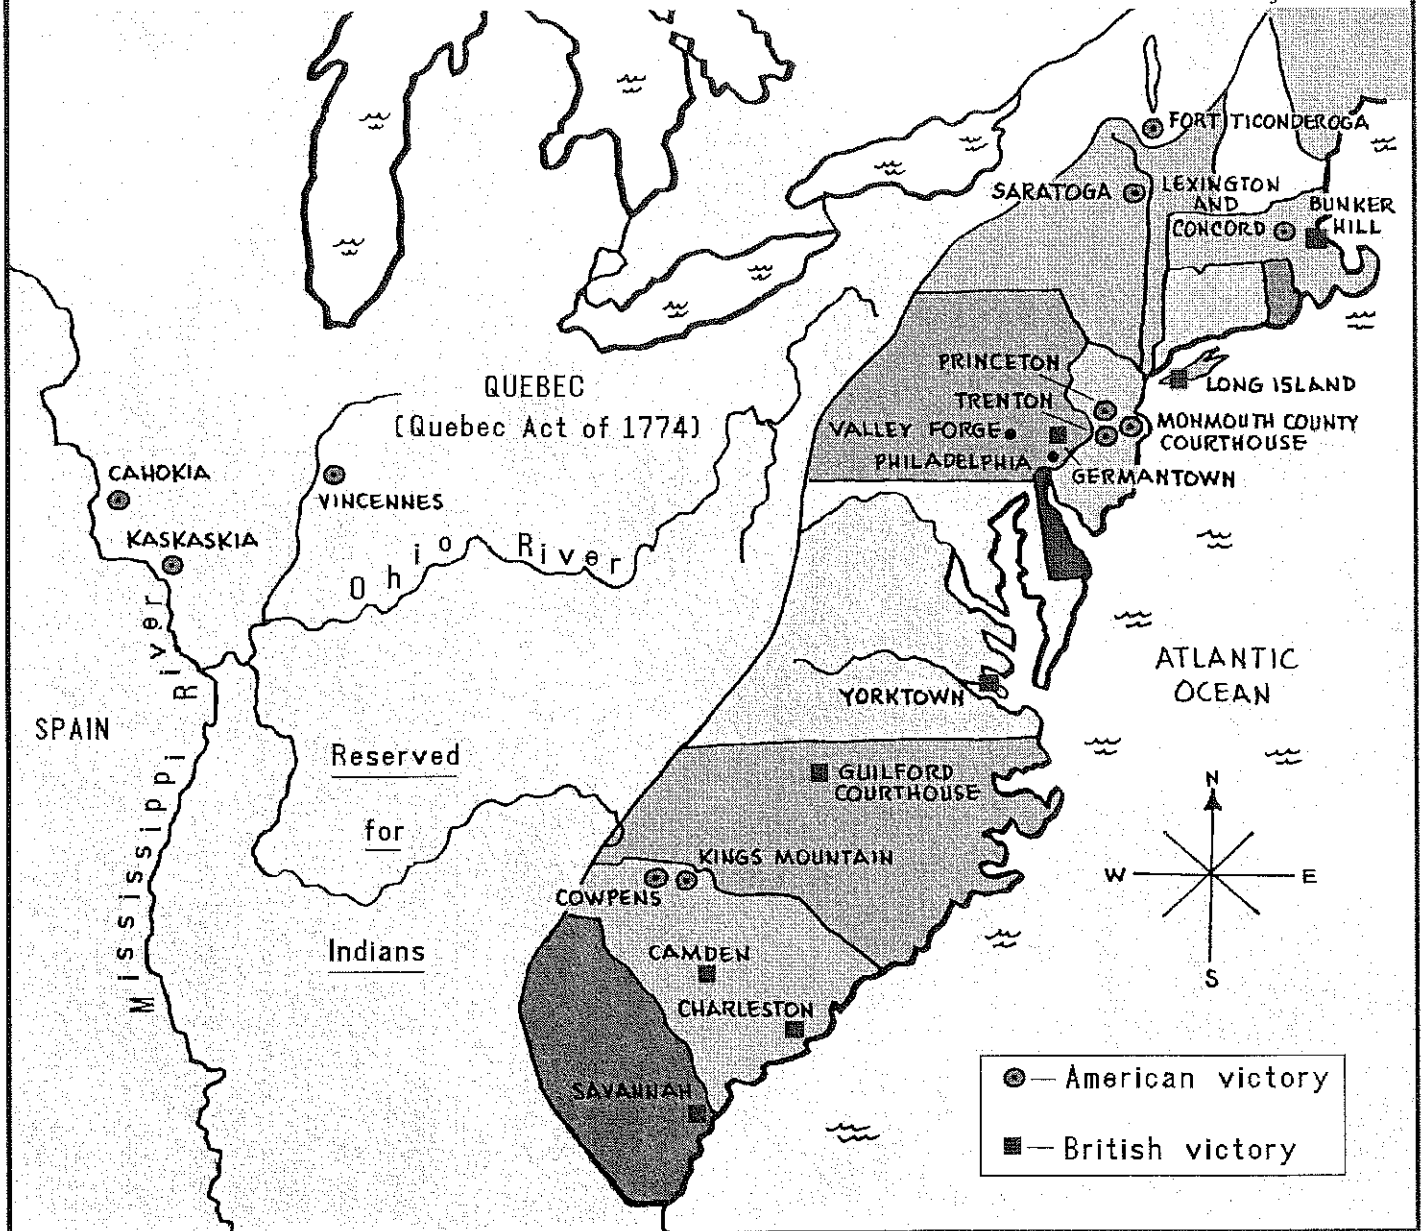 FORT TICONDEROGA
SARATOGA
LEXINGTON
AND
CONCORD
BUNKER
HILL
PRINCETON
TRENTON
LONG ISLAND
VALLEY FORGE
MONMOUTH COUNTY
COURTHOUSE
PHILADELPHIA
GERMANTOWN
QUEBEC
(Quebec Act of 1774)
CAHOKIA
VINCENNES
KASKASKIA
Ohio River
Mississippi River
SPAIN
Reserved
for
Indians
YORKTOWN
ATLANTIC
OCEAN
GUILFORD
COURTHOUSE
KINGS MOUNTAIN
COWPENS
CAMDEN
CHARLESTON
SAVANNAH
N
W E
S
American victory
British victory